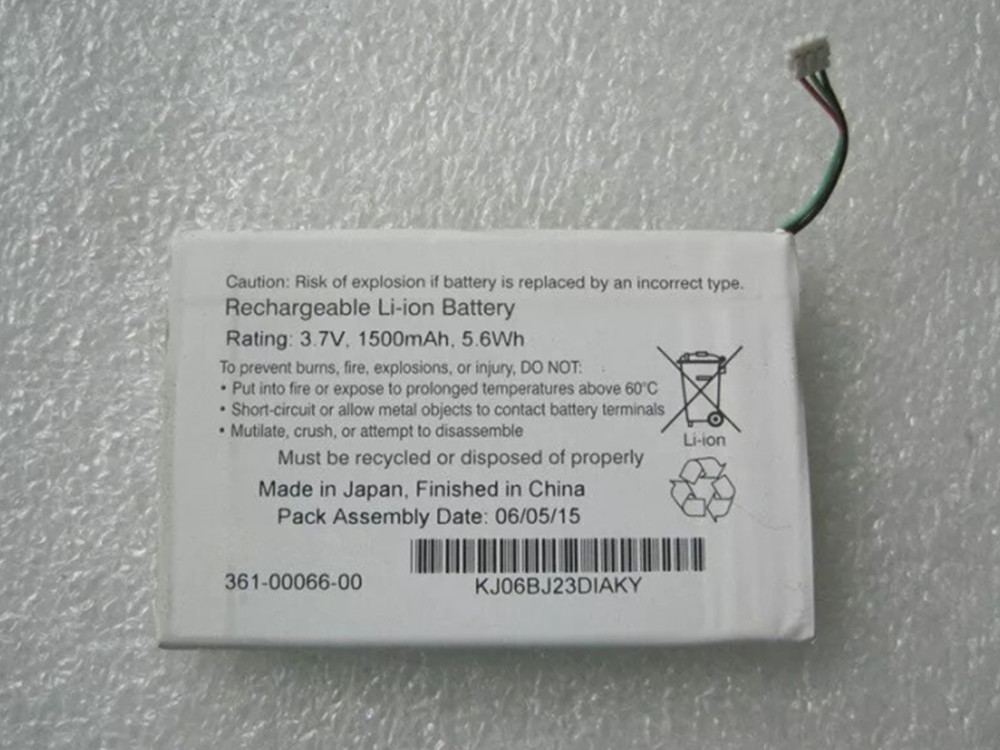 Caution: Risk of explosion if battery is replaced by an incorrect type.
Rechargeable Li-ion Battery
Rating: 3.7V, 1500mAh, 5.6Wh
To prevent burns, fire, explosions, or injury, DO NOT:
• Put into fire or expose to prolonged temperatures above 60°C
• Short-circuit or allow metal objects to contact battery terminals
• Mutilate, crush, or attempt to disassemble
Li-ion
Must be recycled or disposed of properly
Made in Japan, Finished in China
Pack Assembly Date: 06/05/15
361-00066-00
KJ06BJ23DIAKY